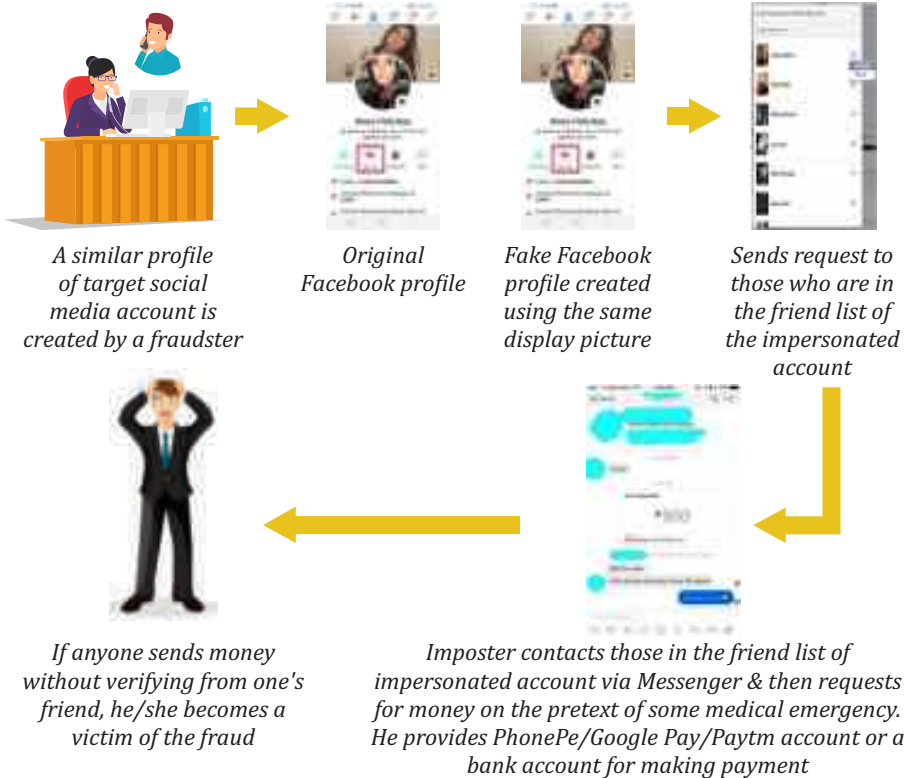 A similar profile
of target social
media account is
created by a fraudster
Original
Facebook profile
Fake Facebook
profile created
using the same
display picture
Sends request to
those who are in
the friend list of
the impersonated
account
If anyone sends money
without verifying from one's
friend, he/she becomes a
victim of the fraud
Imposter contacts those in the friend list of
impersonated account via Messenger & then requests
for money on the pretext of some medical emergency.
He provides PhonePe/Google Pay/Paytm account or a
bank account for making payment